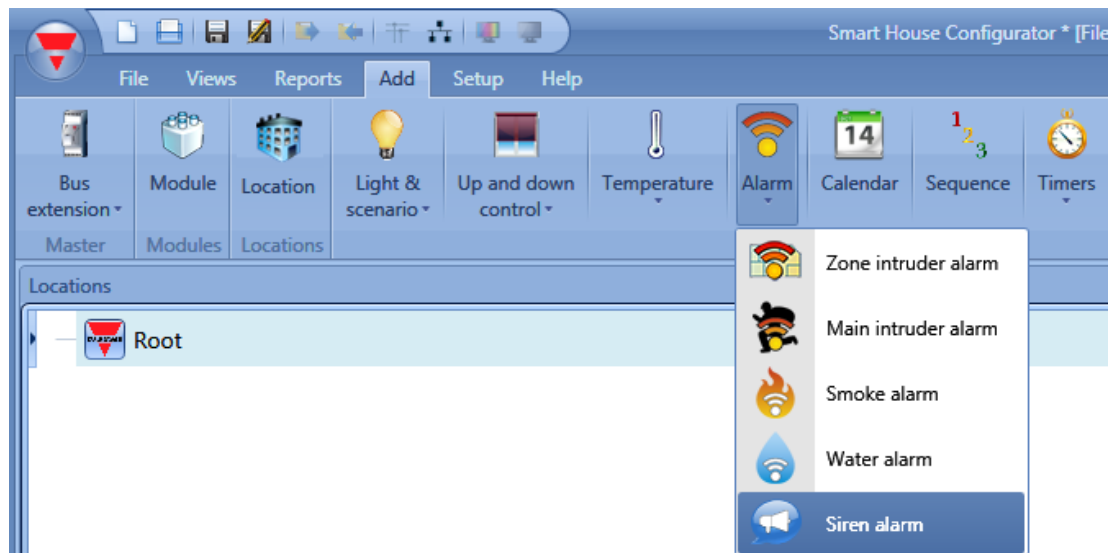 Smart House Configurator * [File
File Views Reports Add Setup Help
14
1
2
3
Bus extension
Module
Location
Light & scenario
Up and down control
Temperature
Alarm
Calendar
Sequence
Timers
Master
Modules
Locations
Locations
Root
Zone intruder alarm
Main intruder alarm
Smoke alarm
Water alarm
Siren alarm